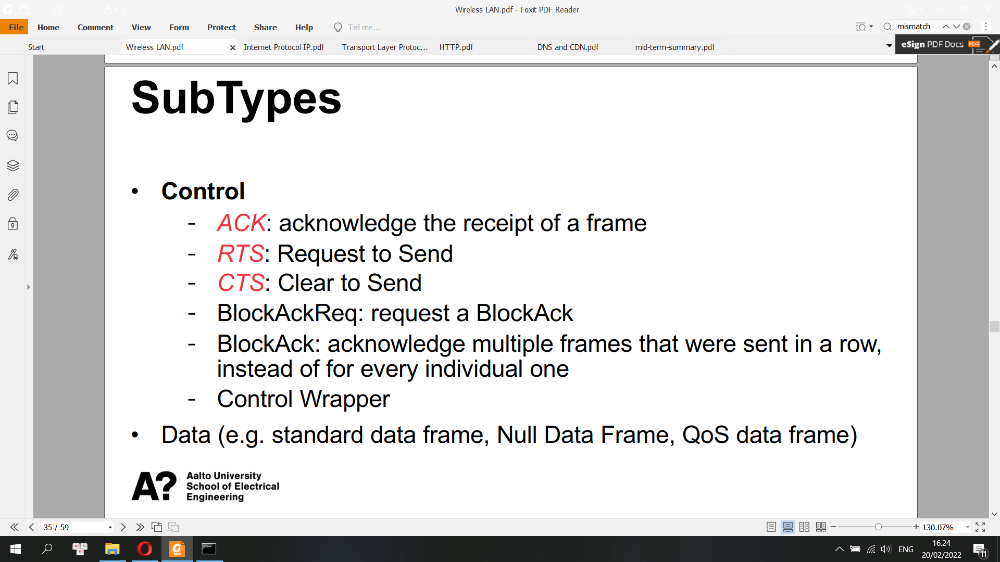 Wireless LAN.pdf - Foxit PDF Reader
File Home Comment View Form Protect Share Help Tell me... mismatch
Start Wireless LAN.pdf Internet Protocol IP.pdf Transport Layer Protoc... HTTP.pdf DNS and CDN.pdf mid-term-summary.pdf eSign PDF Docs PDF
SubTypes
• Control
- ACK: acknowledge the receipt of a frame
- RTS: Request to Send
- CTS: Clear to Send
- BlockAckReq: request a BlockAck
- BlockAck: acknowledge multiple frames that were sent in a row,
instead of for every individual one
- Control Wrapper
• Data (e.g. standard data frame, Null Data Frame, QoS data frame)
A? Aalto University
School of Electrical
Engineering
35 / 59 130.07%
ENG 16.24
20/02/2022 11